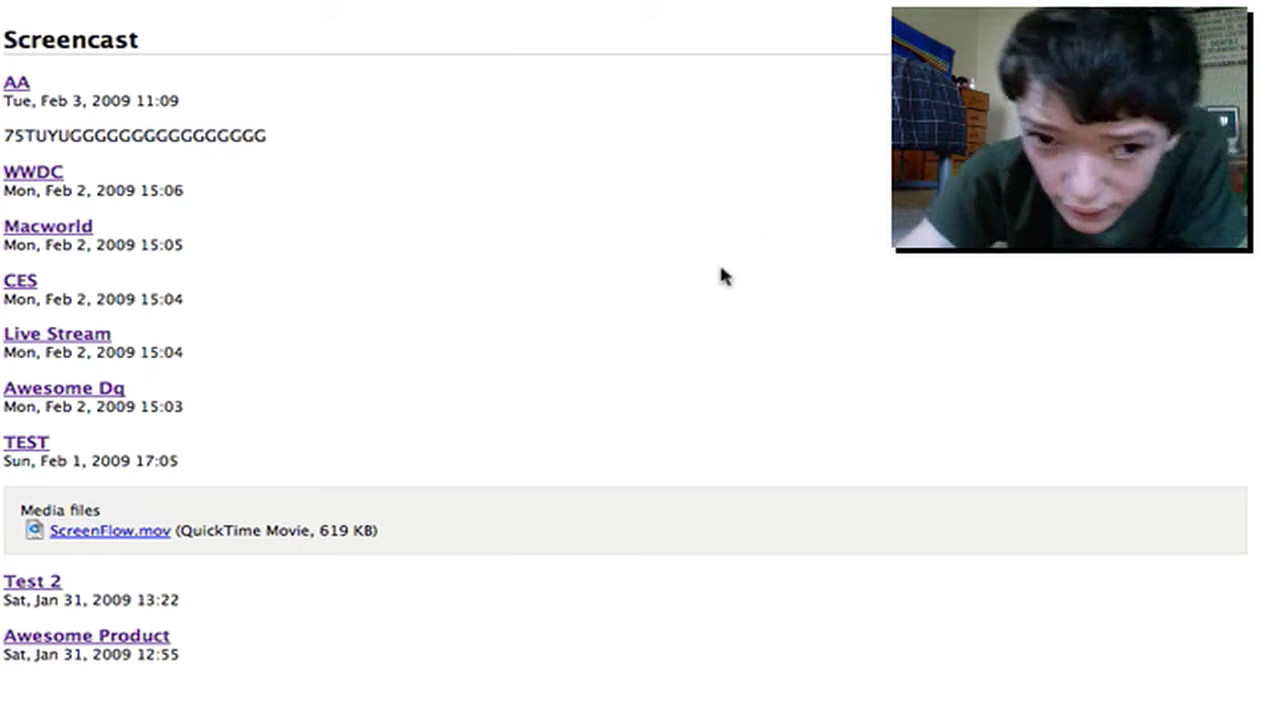 Screencast
AA
Tue, Feb 3, 2009 11:09
75TUYUGGGGGGGGGGGGGGGG
WWDC
Mon, Feb 2, 2009 15:06
Macworld
Mon, Feb 2, 2009 15:05
CES
Mon, Feb 2, 2009 15:04
Live Stream
Mon, Feb 2, 2009 15:04
Awesome Dq
Mon, Feb 2, 2009 15:03
TEST
Sun, Feb 1, 2009 17:05
Media files
ScreenFlow.mov (QuickTime Movie, 619 KB)
Test 2
Sat, Jan 31, 2009 13:22
Awesome Product
Sat, Jan 31, 2009 12:55